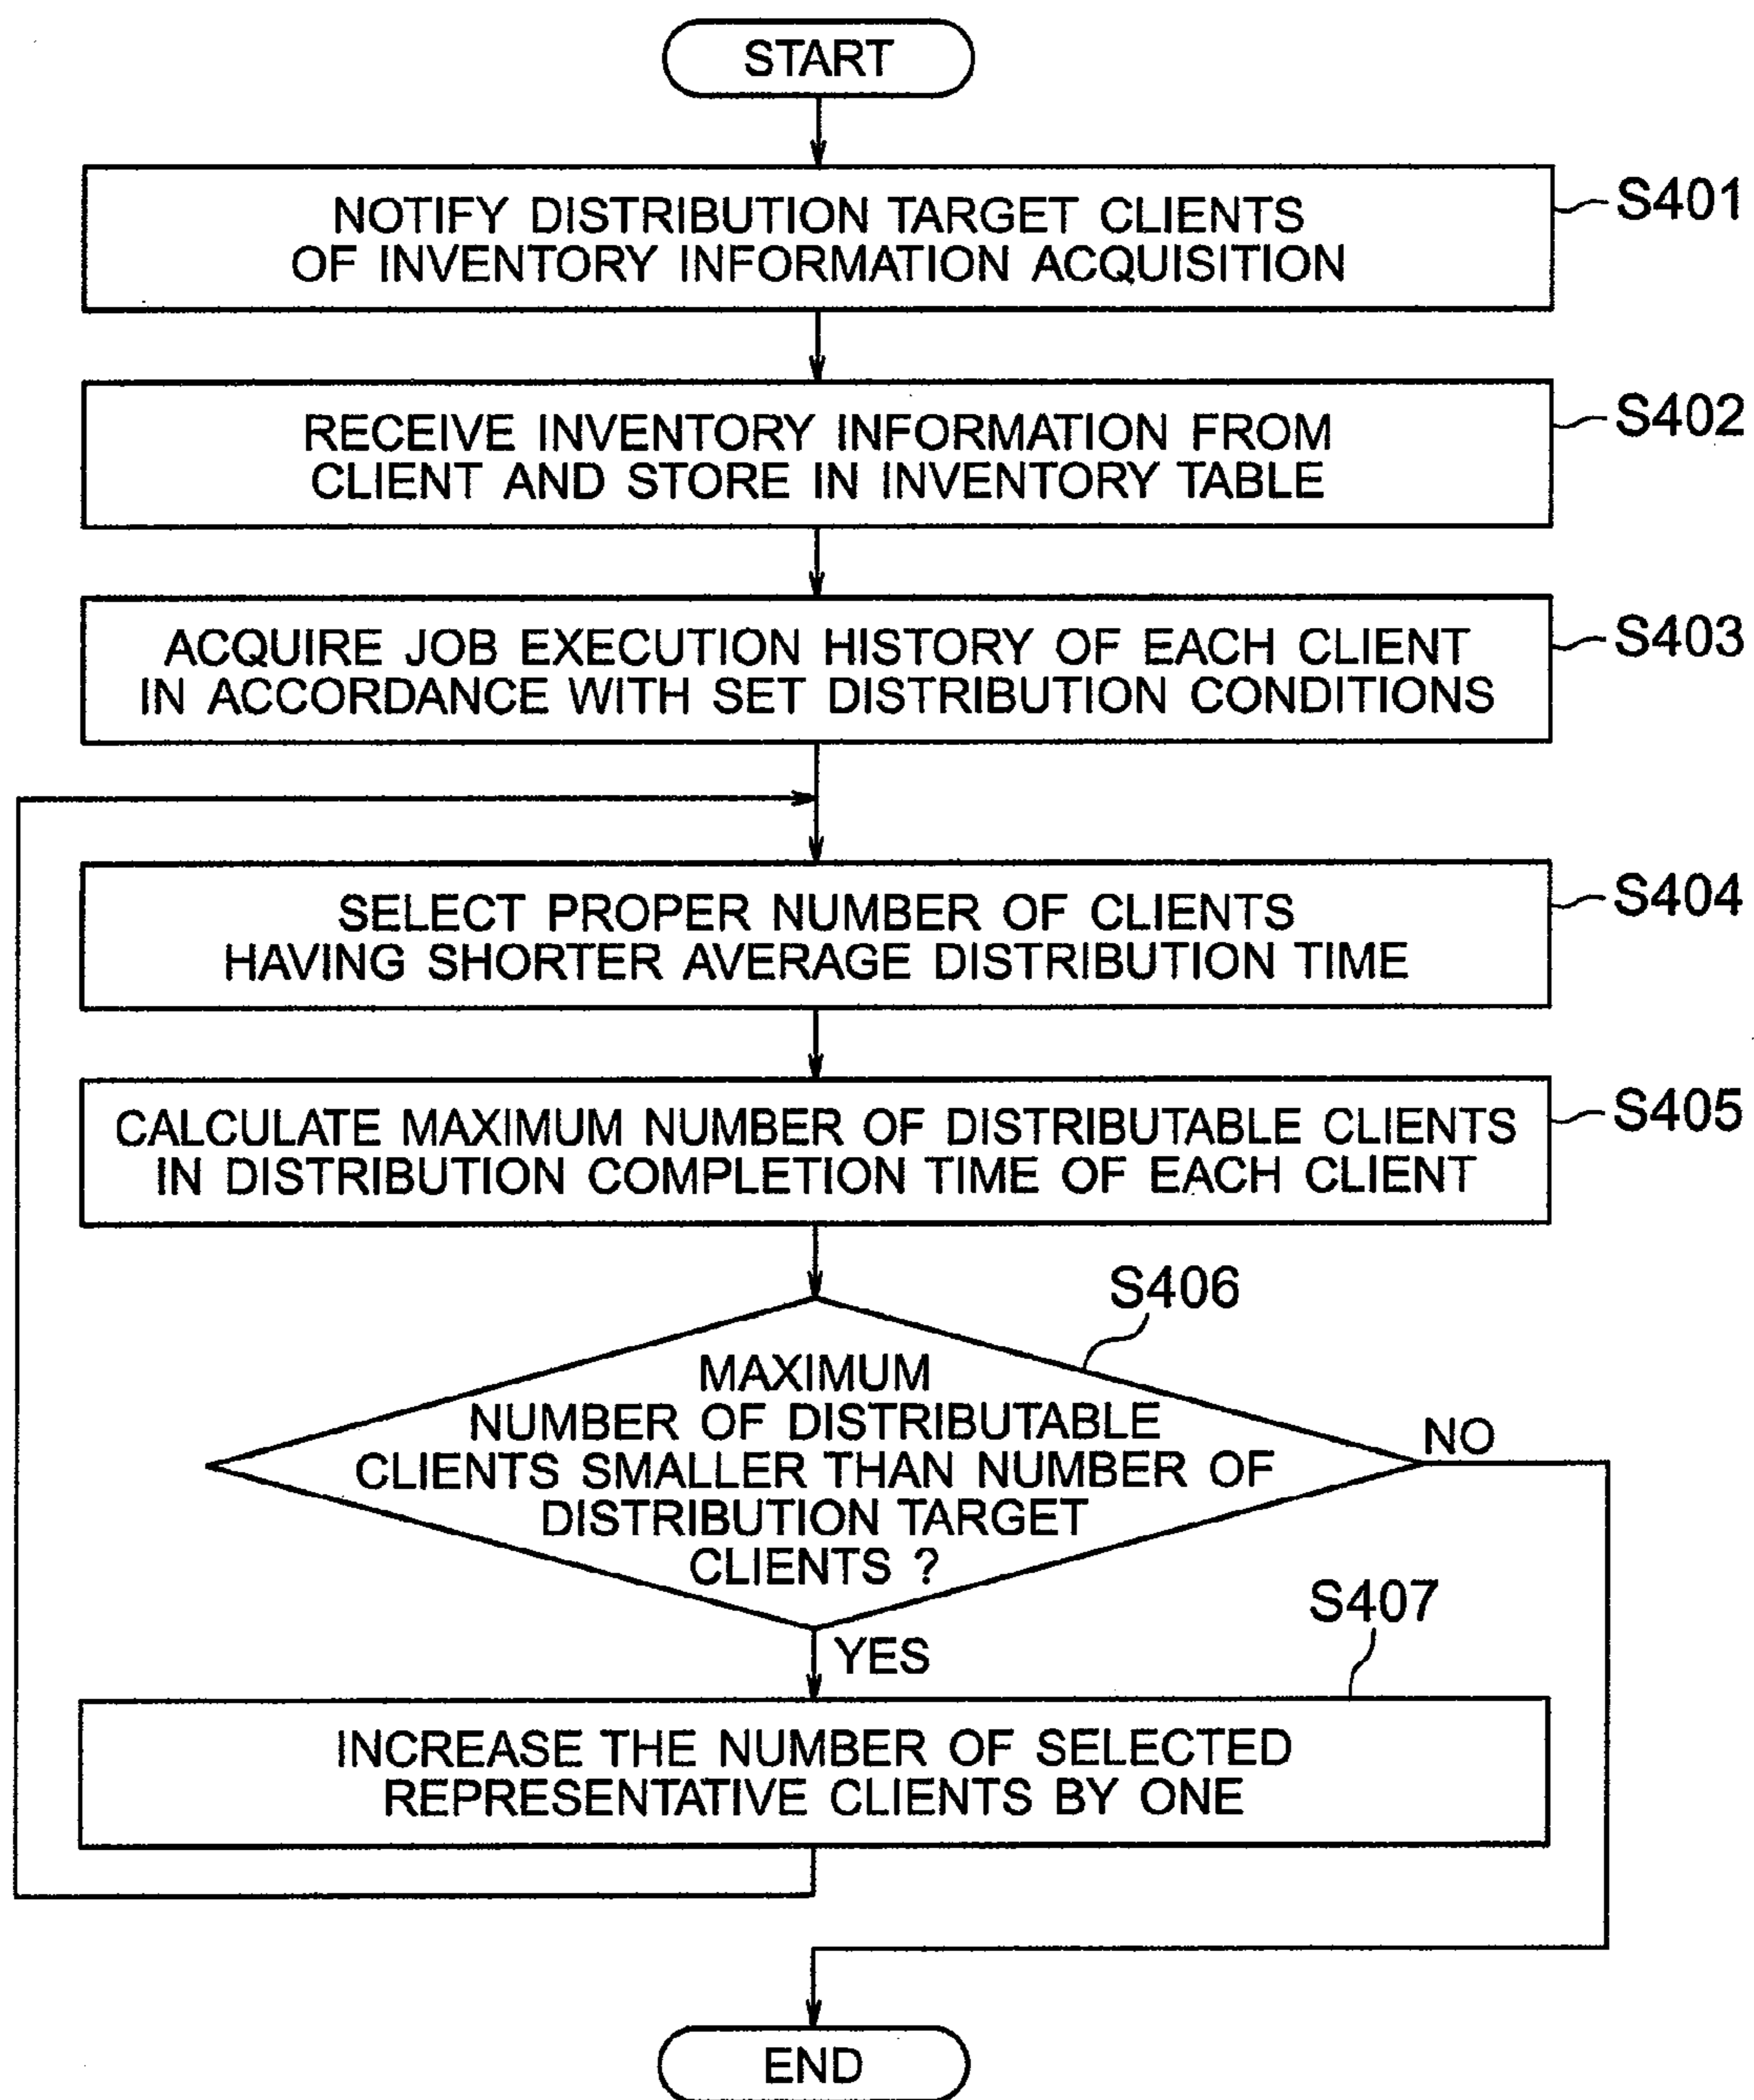 START
NOTIFY DISTRIBUTION TARGET CLIENTS
OF INVENTORY INFORMATION ACQUISITION
S401
RECEIVE INVENTORY INFORMATION FROM
CLIENT AND STORE IN INVENTORY TABLE
S402
ACQUIRE JOB EXECUTION HISTORY OF EACH CLIENT
IN ACCORDANCE WITH SET DISTRIBUTION CONDITIONS
S403
SELECT PROPER NUMBER OF CLIENTS
HAVING SHORTER AVERAGE DISTRIBUTION TIME
S404
CALCULATE MAXIMUM NUMBER OF DISTRIBUTABLE CLIENTS
IN DISTRIBUTION COMPLETION TIME OF EACH CLIENT
S405
S406
MAXIMUM
NUMBER OF DISTRIBUTABLE
CLIENTS SMALLER THAN NUMBER OF
DISTRIBUTION TARGET
CLIENTS ?
NO
YES
S407
INCREASE THE NUMBER OF SELECTED
REPRESENTATIVE CLIENTS BY ONE
END